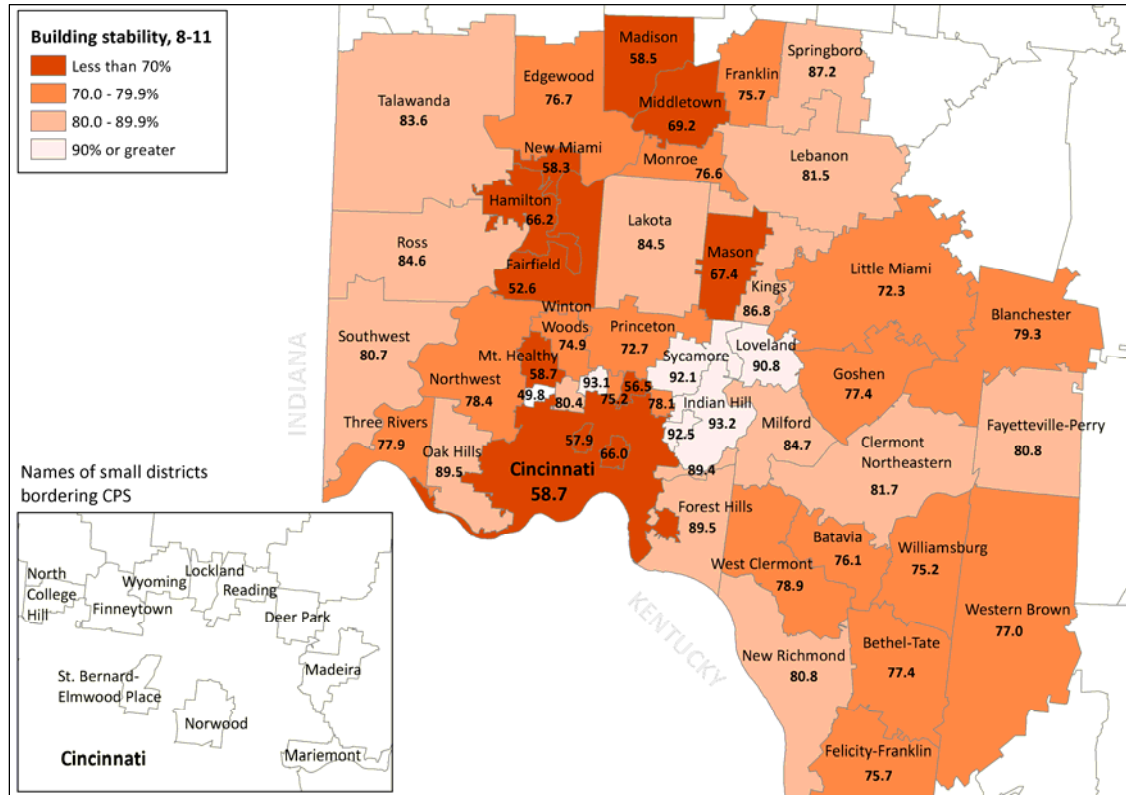 Building stability, 8-11
Less than 70%
70.0 - 79.9%
80.0 - 89.9%
90% or greater
Madison
58.5
Springboro
87.2
Edgewood
76.7
Franklin
75.7
Talawanda
83.6
Middletown
69.2
New Miami
58.3
Monroe
76.6
Lebanon
81.5
Hamilton
66.2
Lakota
84.5
Ross
84.6
Mason
67.4
Fairfield
52.6
Kings
86.8
Little Miami
72.3
Blanchester
79.3
Winton
Woods
74.9
Princeton
72.7
Southwest
80.7
Mt. Healthy
58.7
Sycamore
92.1
Loveland
90.8
Goshen
77.4
Northwest
78.4
49.8
80.4
93.1
75.2
56.5
78.1
Indian Hill
93.2
92.5
Milford
84.7
Fayetteville-Perry
80.8
Three Rivers
77.9
Oak Hills
89.5
57.9
66.0
Cincinnati
58.7
89.4
Clermont
Northeastern
81.7
Forest Hills
89.5
Batavia
76.1
Williamsburg
75.2
West Clermont
78.9
Western Brown
77.0
New Richmond
80.8
Bethel-Tate
77.4
Felicity-Franklin
75.7
INDIANA
KENTUCKY
Names of small districts
bordering CPS
North
College
Hill
Finneytown
Wyoming
Lockland
Reading
Deer Park
Madeira
St. Bernard-
Elmwood Place
Norwood
Cincinnati
Mariemont